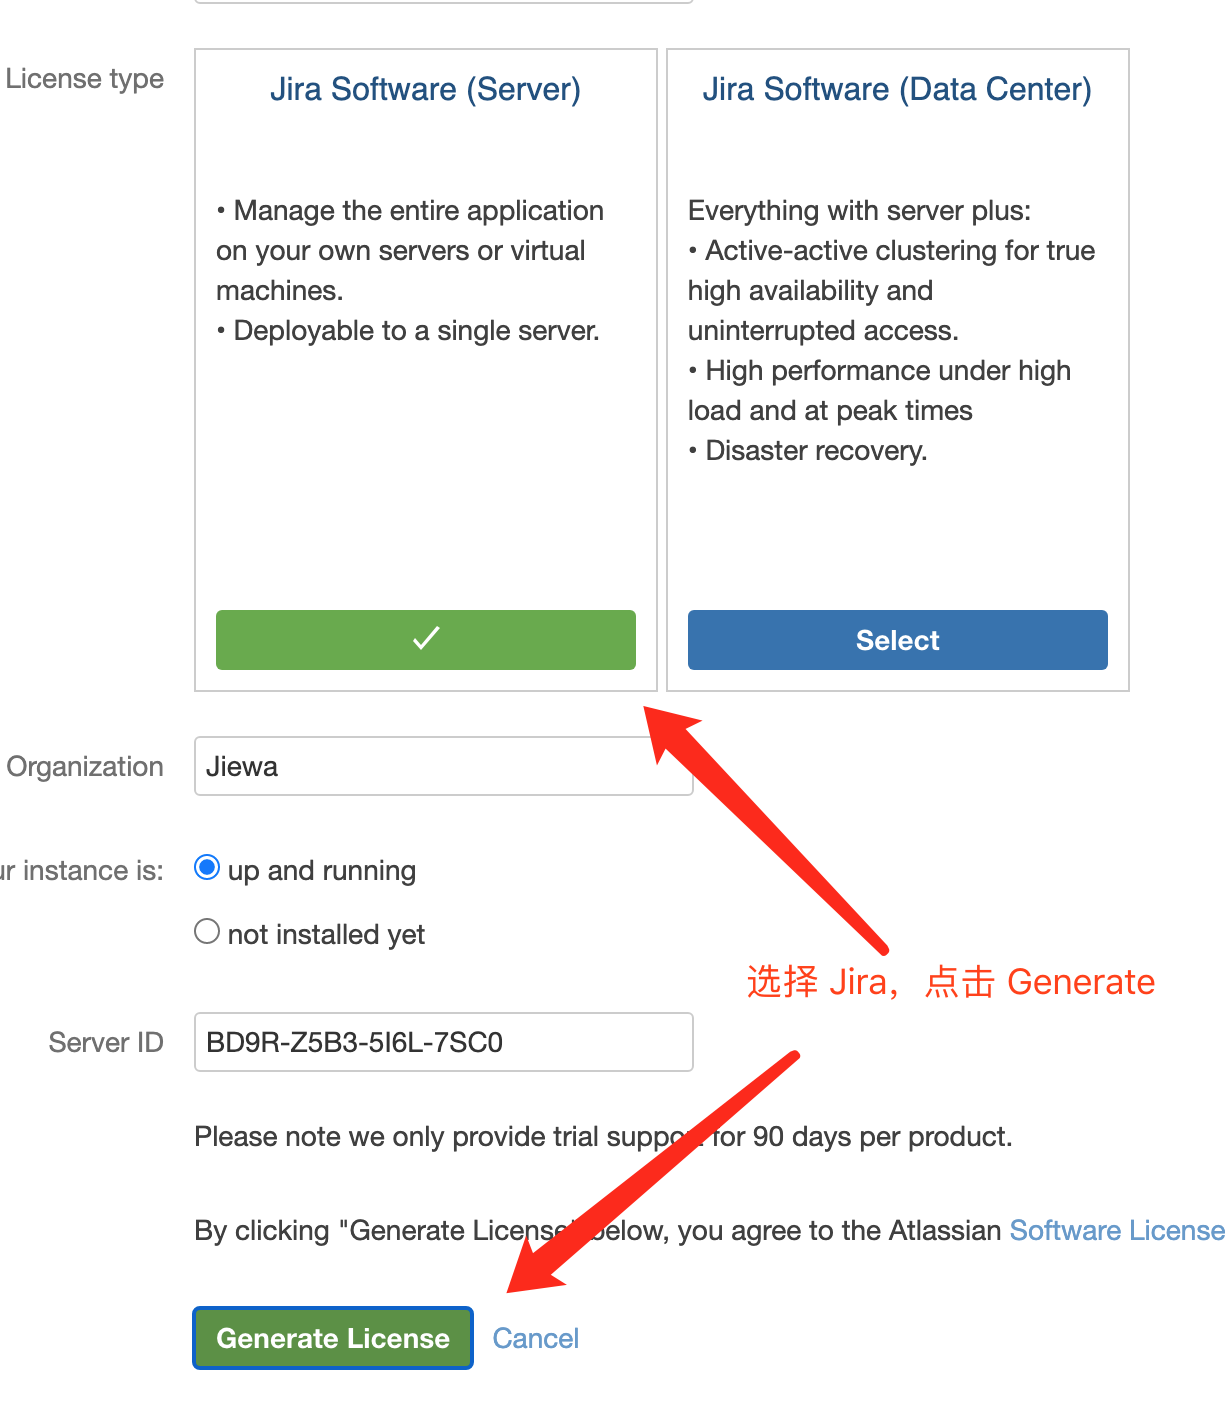 License type
Jira Software (Server)
• Manage the entire application
on your own servers or virtual
machines.
• Deployable to a single server.
Jira Software (Data Center)
Everything with server plus:
• Active-active clustering for true
high availability and
uninterrupted access.
• High performance under high
load and at peak times
• Disaster recovery.
Select
Organization
Jiewa
instance is:
up and running
not installed yet
选择 Jira，点击 Generate
Server ID
BD9R-Z5B3-5I6L-7SC0
Please note we only provide trial support for 90 days per product.
By clicking "Generate License" below, you agree to the Atlassian Software License
Generate License
Cancel